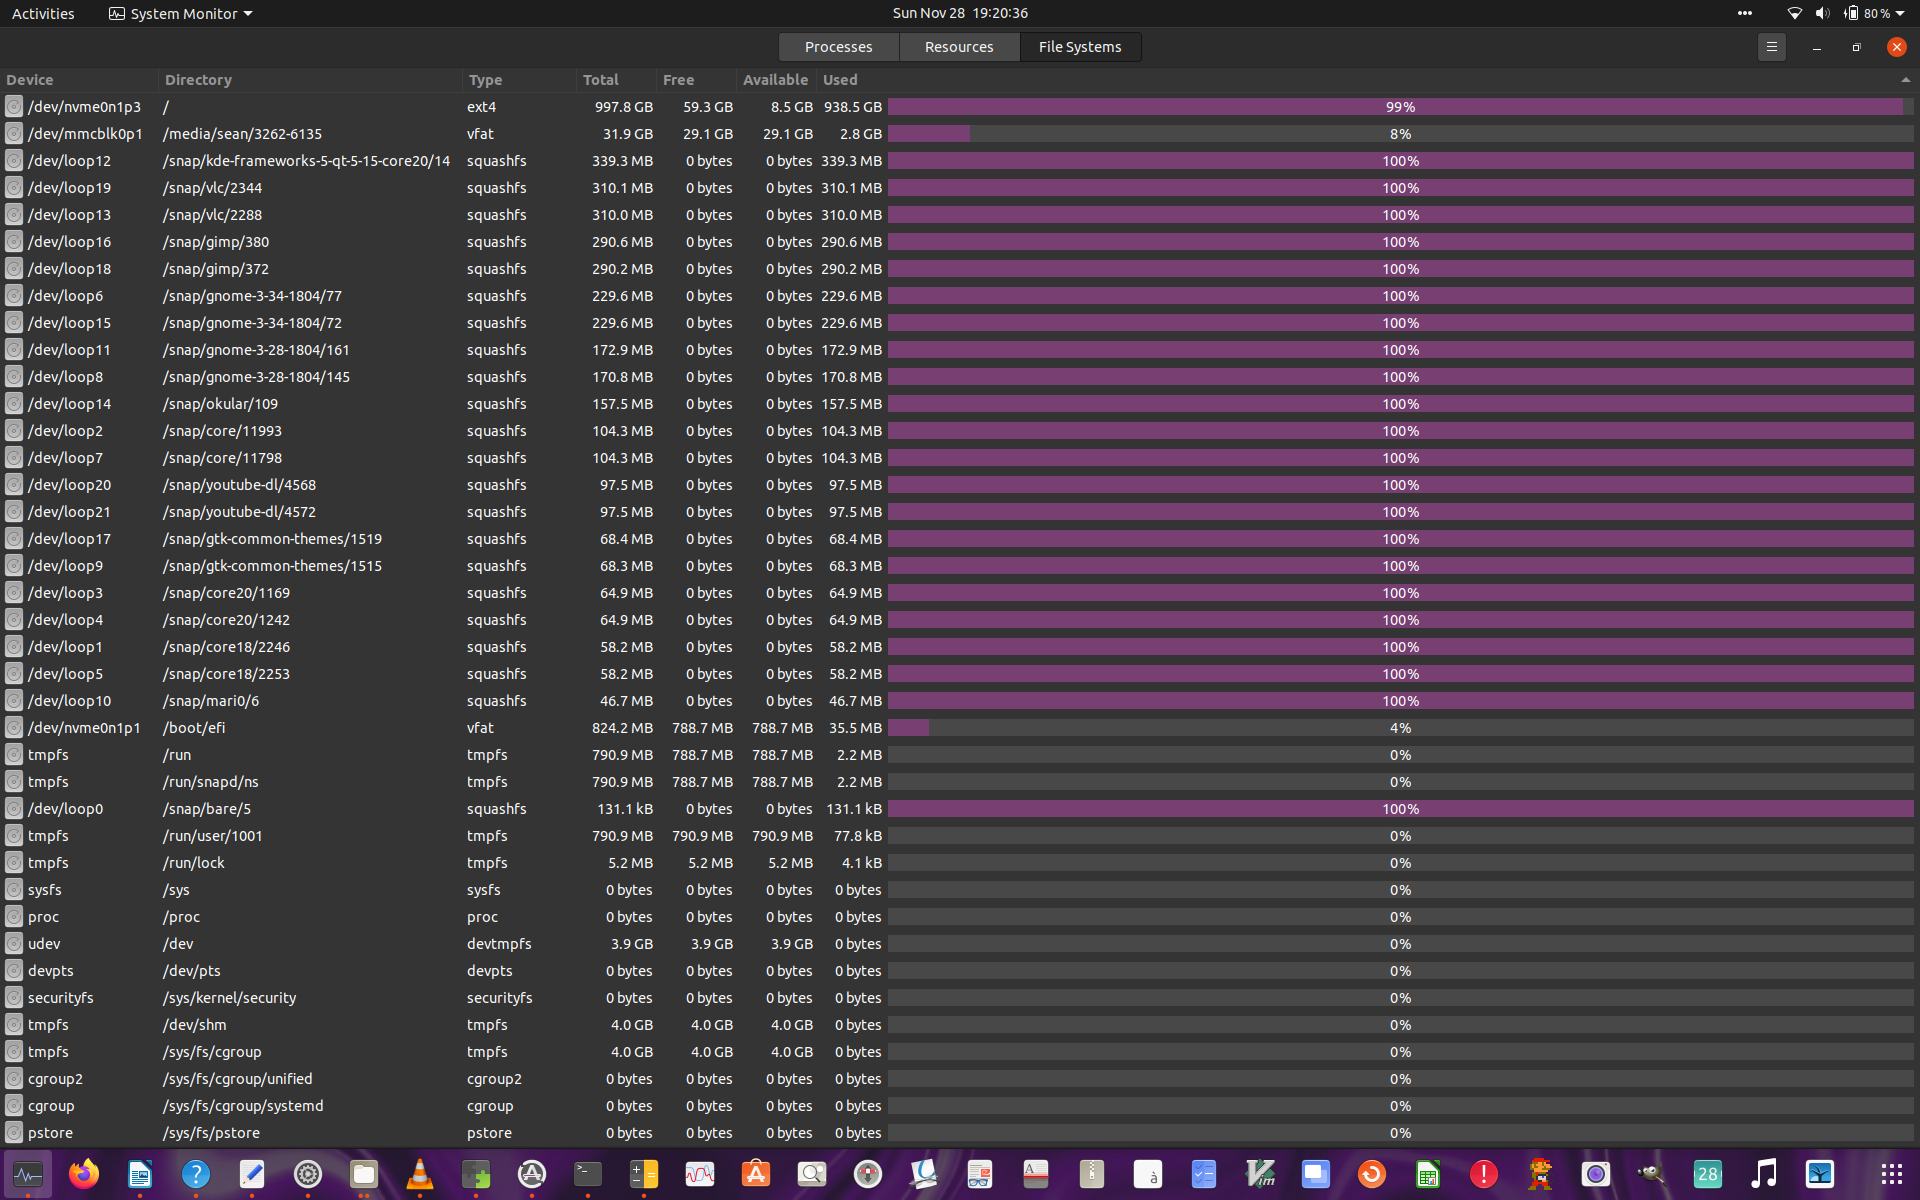 Activities System Monitor Sun Nov 28 19:20:36 80 %
Processes Resources File Systems
Device Directory Type Total Free Available Used
/dev/nvme0n1p3 / ext4 997.8 GB 59.3 GB 8.5 GB 938.5 GB 99%
/dev/mmcblk0p1 /media/sean/3262-6135 vfat 31.9 GB 29.1 GB 29.1 GB 2.8 GB 8%
/dev/loop12 /snap/kde-frameworks-5-qt-5-15-core20/14 squashfs 339.3 MB 0 bytes 0 bytes 339.3 MB 100%
/dev/loop19 /snap/vlc/2344 squashfs 310.1 MB 0 bytes 0 bytes 310.1 MB 100%
/dev/loop13 /snap/vlc/2288 squashfs 310.0 MB 0 bytes 0 bytes 310.0 MB 100%
/dev/loop16 /snap/gimp/380 squashfs 290.6 MB 0 bytes 0 bytes 290.6 MB 100%
/dev/loop18 /snap/gimp/372 squashfs 290.2 MB 0 bytes 0 bytes 290.2 MB 100%
/dev/loop6 /snap/gnome-3-34-1804/77 squashfs 229.6 MB 0 bytes 0 bytes 229.6 MB 100%
/dev/loop15 /snap/gnome-3-34-1804/72 squashfs 229.6 MB 0 bytes 0 bytes 229.6 MB 100%
/dev/loop11 /snap/gnome-3-28-1804/161 squashfs 172.9 MB 0 bytes 0 bytes 172.9 MB 100%
/dev/loop8 /snap/gnome-3-28-1804/145 squashfs 170.8 MB 0 bytes 0 bytes 170.8 MB 100%
/dev/loop14 /snap/okular/109 squashfs 157.5 MB 0 bytes 0 bytes 157.5 MB 100%
/dev/loop2 /snap/core/11993 squashfs 104.3 MB 0 bytes 0 bytes 104.3 MB 100%
/dev/loop7 /snap/core/11798 squashfs 104.3 MB 0 bytes 0 bytes 104.3 MB 100%
/dev/loop20 /snap/youtube-dl/4568 squashfs 97.5 MB 0 bytes 0 bytes 97.5 MB 100%
/dev/loop21 /snap/youtube-dl/4572 squashfs 97.5 MB 0 bytes 0 bytes 97.5 MB 100%
/dev/loop17 /snap/gtk-common-themes/1519 squashfs 68.4 MB 0 bytes 0 bytes 68.4 MB 100%
/dev/loop9 /snap/gtk-common-themes/1515 squashfs 68.3 MB 0 bytes 0 bytes 68.3 MB 100%
/dev/loop3 /snap/core20/1169 squashfs 64.9 MB 0 bytes 0 bytes 64.9 MB 100%
/dev/loop4 /snap/core20/1242 squashfs 64.9 MB 0 bytes 0 bytes 64.9 MB 100%
/dev/loop1 /snap/core18/2246 squashfs 58.2 MB 0 bytes 0 bytes 58.2 MB 100%
/dev/loop5 /snap/core18/2253 squashfs 58.2 MB 0 bytes 0 bytes 58.2 MB 100%
/dev/loop10 /snap/mari0/6 squashfs 46.7 MB 0 bytes 0 bytes 46.7 MB 100%
/dev/nvme0n1p1 /boot/efi vfat 824.2 MB 788.7 MB 788.7 MB 35.5 MB 4%
tmpfs /run tmpfs 790.9 MB 788.7 MB 788.7 MB 2.2 MB 0%
tmpfs /run/snapd/ns tmpfs 790.9 MB 788.7 MB 788.7 MB 2.2 MB 0%
/dev/loop0 /snap/bare/5 squashfs 131.1 kB 0 bytes 0 bytes 131.1 kB 100%
tmpfs /run/user/1001 tmpfs 790.9 MB 790.9 MB 790.9 MB 77.8 kB 0%
tmpfs /run/lock tmpfs 5.2 MB 5.2 MB 5.2 MB 4.1 kB 0%
sysfs /sys sysfs 0 bytes 0 bytes 0 bytes 0 bytes 0%
proc /proc proc 0 bytes 0 bytes 0 bytes 0 bytes 0%
udev /dev devtmpfs 3.9 GB 3.9 GB 3.9 GB 0 bytes 0%
devpts /dev/pts devpts 0 bytes 0 bytes 0 bytes 0 bytes 0%
securityfs /sys/kernel/security securityfs 0 bytes 0 bytes 0 bytes 0 bytes 0%
tmpfs /dev/shm tmpfs 4.0 GB 4.0 GB 4.0 GB 0 bytes 0%
tmpfs /sys/fs/cgroup tmpfs 4.0 GB 4.0 GB 4.0 GB 0 bytes 0%
cgroup2 /sys/fs/cgroup/unified cgroup2 0 bytes 0 bytes 0 bytes 0 bytes 0%
cgroup /sys/fs/cgroup/systemd cgroup 0 bytes 0 bytes 0 bytes 0 bytes 0%
pstore /sys/fs/pstore pstore 0 bytes 0 bytes 0 bytes 0 bytes 0%
28